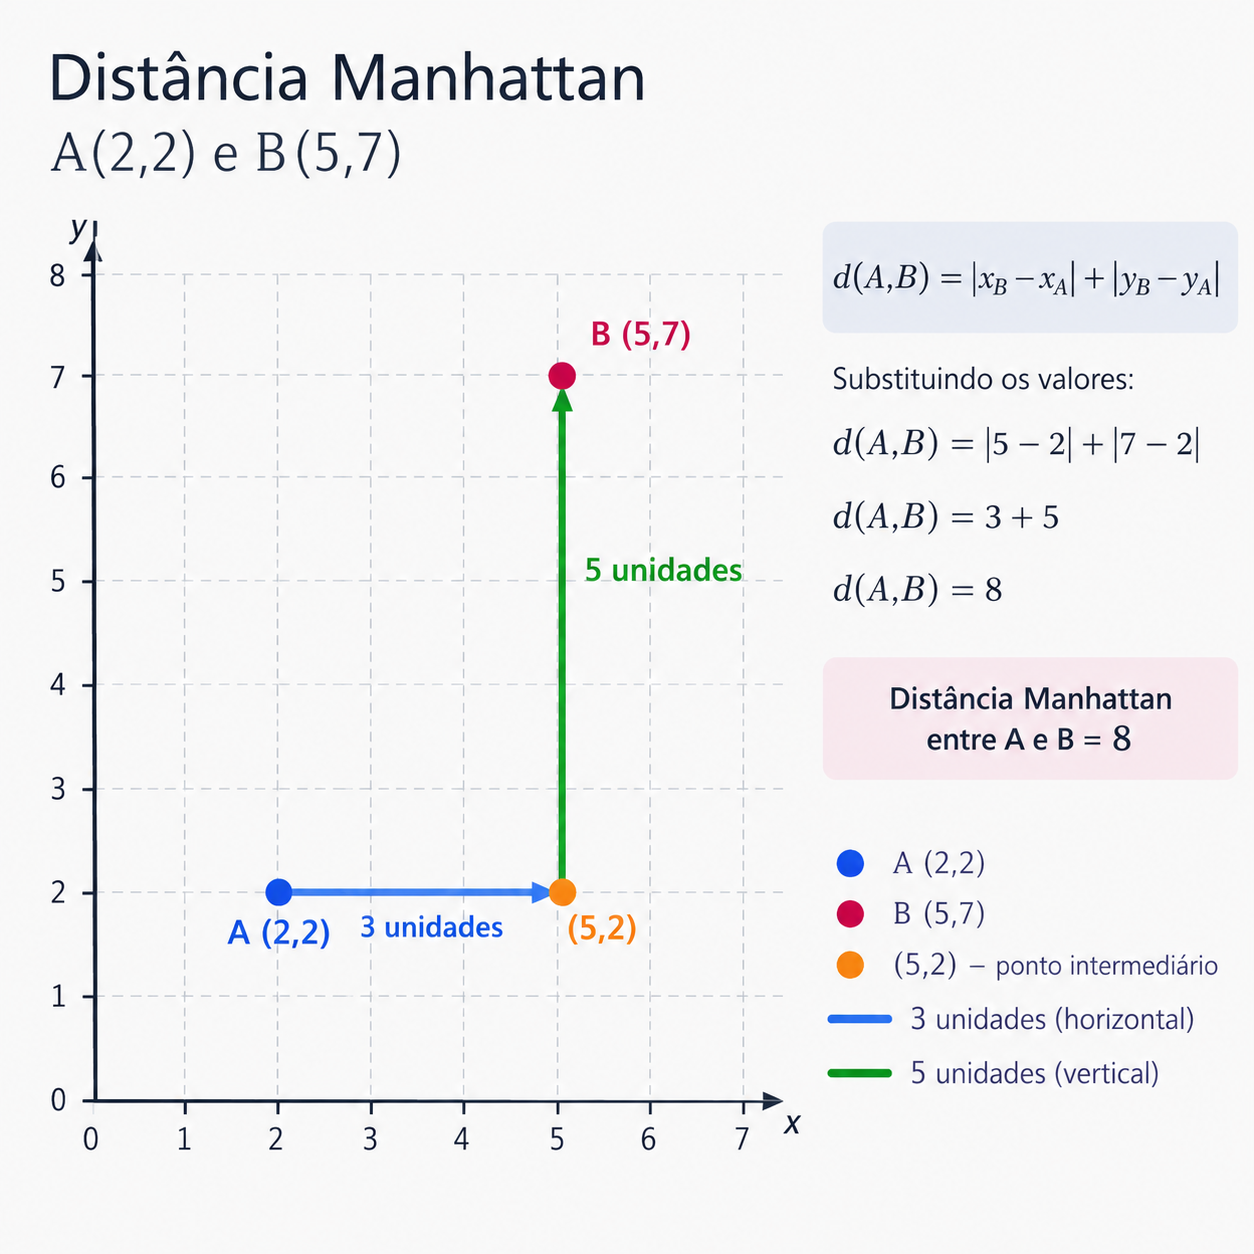 Distância Manhattan
A(2,2) e B(5,7)
y
8
7
6
5
4
3
2
1
0
B (5,7)
5 unidades
A (2,2)
3 unidades
(5,2)
0 1 2 3 4 5 6 7
x
d(A,B) = |x_B − x_A| + |y_B − y_A|
Substituindo os valores:
d(A,B) = |5 − 2| + |7 − 2|
d(A,B) = 3 + 5
d(A,B) = 8
Distância Manhattan
entre A e B = 8
A (2,2)
B (5,7)
(5,2) – ponto intermediário
3 unidades (horizontal)
5 unidades (vertical)